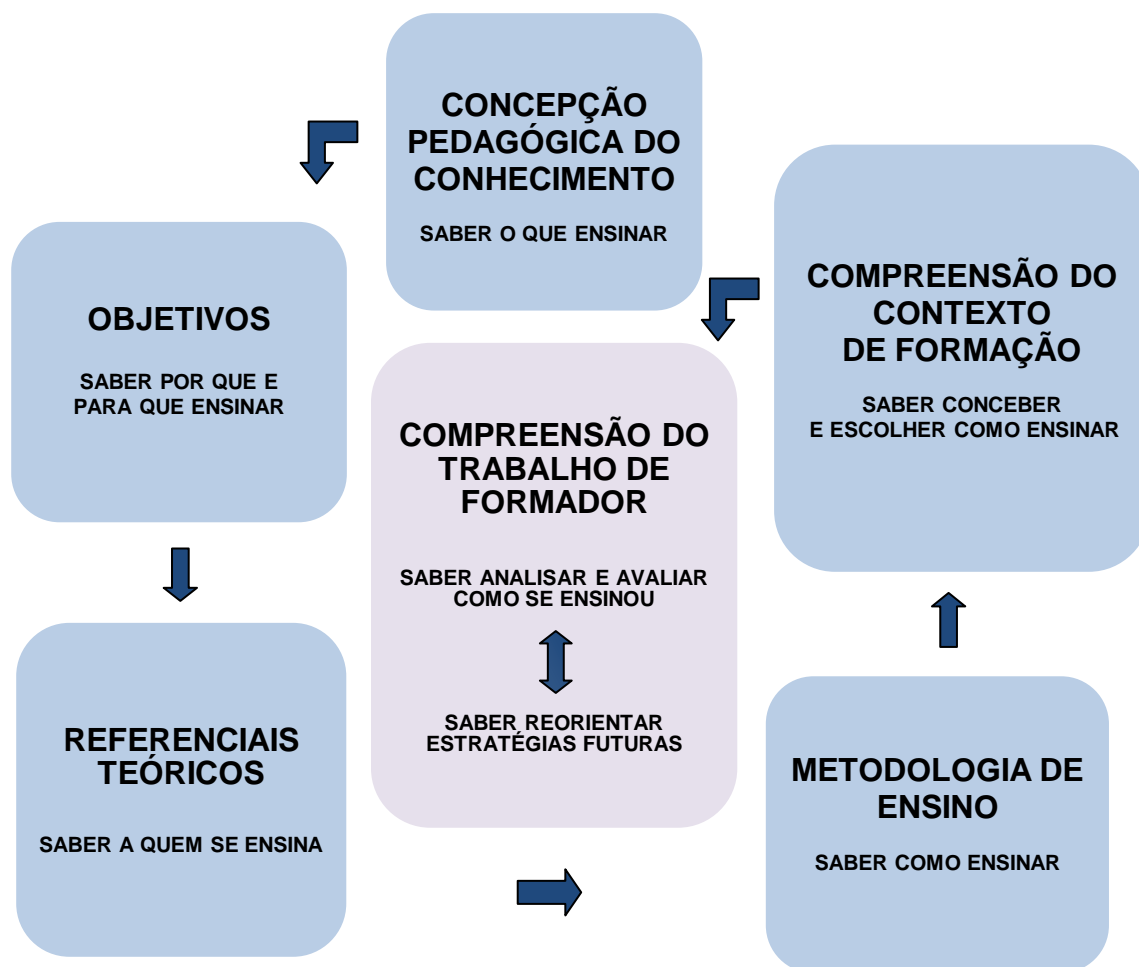 CONCEPÇÃO
PEDAGÓGICA DO
CONHECIMENTO
SABER O QUE ENSINAR
OBJETIVOS
SABER POR QUE E
PARA QUE ENSINAR
REFERENCIAIS
TEÓRICOS
SABER A QUEM SE ENSINA
METODOLOGIA DE
ENSINO
SABER COMO ENSINAR
COMPREENSÃO DO
CONTEXTO
DE FORMAÇÃO
SABER CONCEBER
E ESCOLHER COMO ENSINAR
COMPREENSÃO DO
TRABALHO DE
FORMADOR
SABER ANALISAR E AVALIAR
COMO SE ENSINOU
SABER REORIENTAR
ESTRATÉGIAS FUTURAS